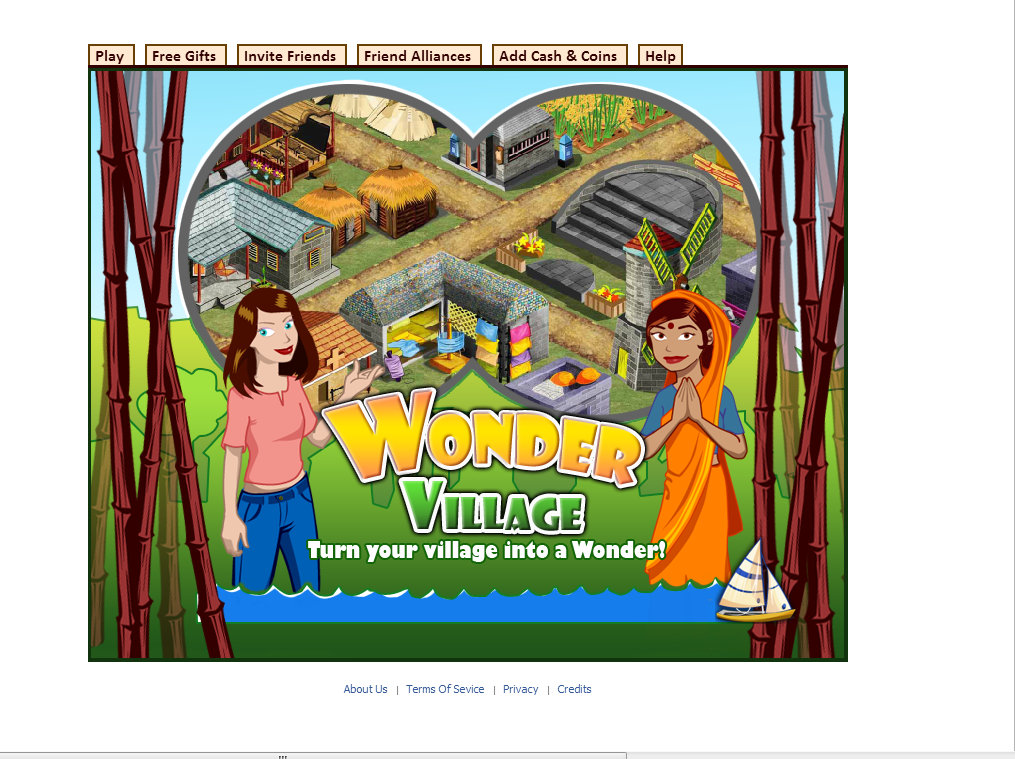 Play Free Gifts Invite Friends Friend Alliances Add Cash & Coins Help
WONDER
VILLAGE
Turn your village into a Wonder!
About Us | Terms Of Sevice | Privacy | Credits